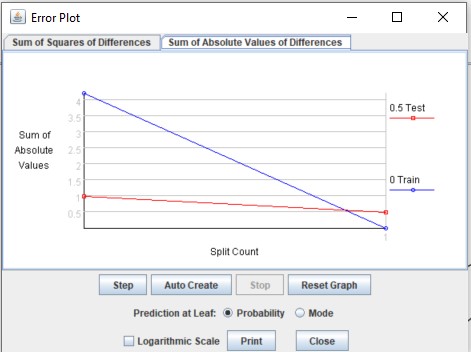 Error Plot
Sum of Squares of Differences
Sum of Absolute Values of Differences
4
3.5
3
2.5
2
1.5
1
0.5
Sum of
Absolute
Values
0.5 Test
0 Train
1
Split Count
Step
Auto Create
Stop
Reset Graph
Prediction at Leaf:
Probability
Mode
Logarithmic Scale
Print
Close